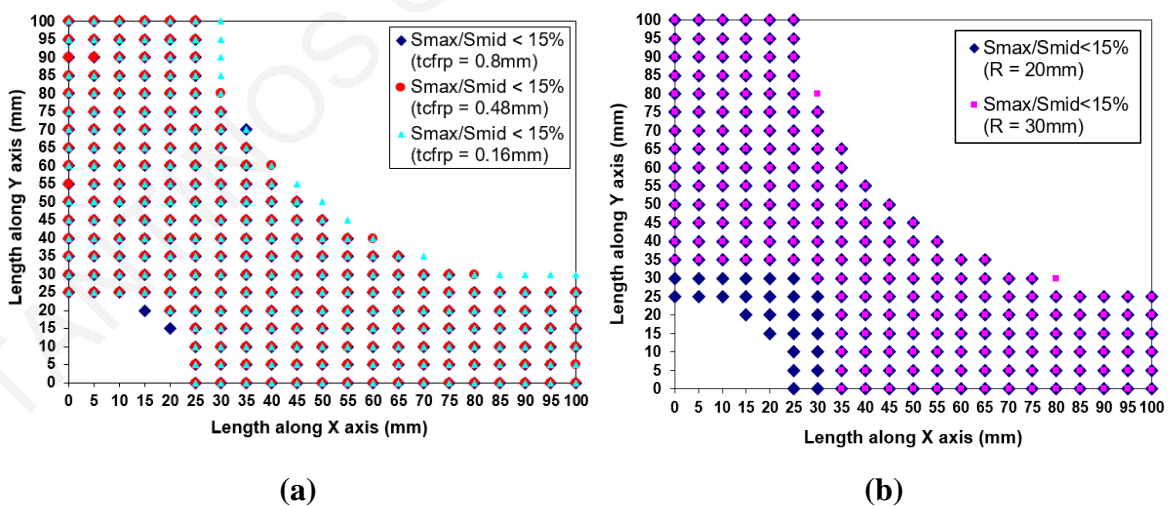 TANTINOS C
Length along Y axis (mm)
100
95
90
85
80
75
70
65
60
55
50
45
40
35
30
25
20
15
10
5
0
0 5 10 15 20 25 30 35 40 45 50 55 60 65 70 75 80 85 90 95 100
Length along X axis (mm)
Smax/Smid < 15%
(tcfrp = 0.8mm)
Smax/Smid < 15%
(tcfrp = 0.48mm)
Smax/Smid < 15%
(tcfrp = 0.16mm)
(a)
Length along Y axis (mm)
100
95
90
85
80
75
70
65
60
55
50
45
40
35
30
25
20
15
10
5
0
0 5 10 15 20 25 30 35 40 45 50 55 60 65 70 75 80 85 90 95 100
Length along X axis (mm)
Smax/Smid<15%
(R = 20mm)
Smax/Smid<15%
(R = 30mm)
(b)